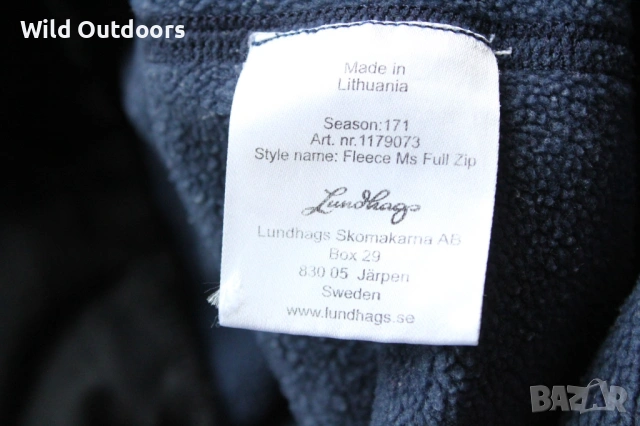 Wild Outdoors
Made in
Lithuania
Season:171
Art. nr.1179073
Style name: Fleece Ms Full Zip
Lundhags
Lundhags Skomakarna AB
Box 29
830 05 Järpen
Sweden
www.lundhags.se
BAZAR